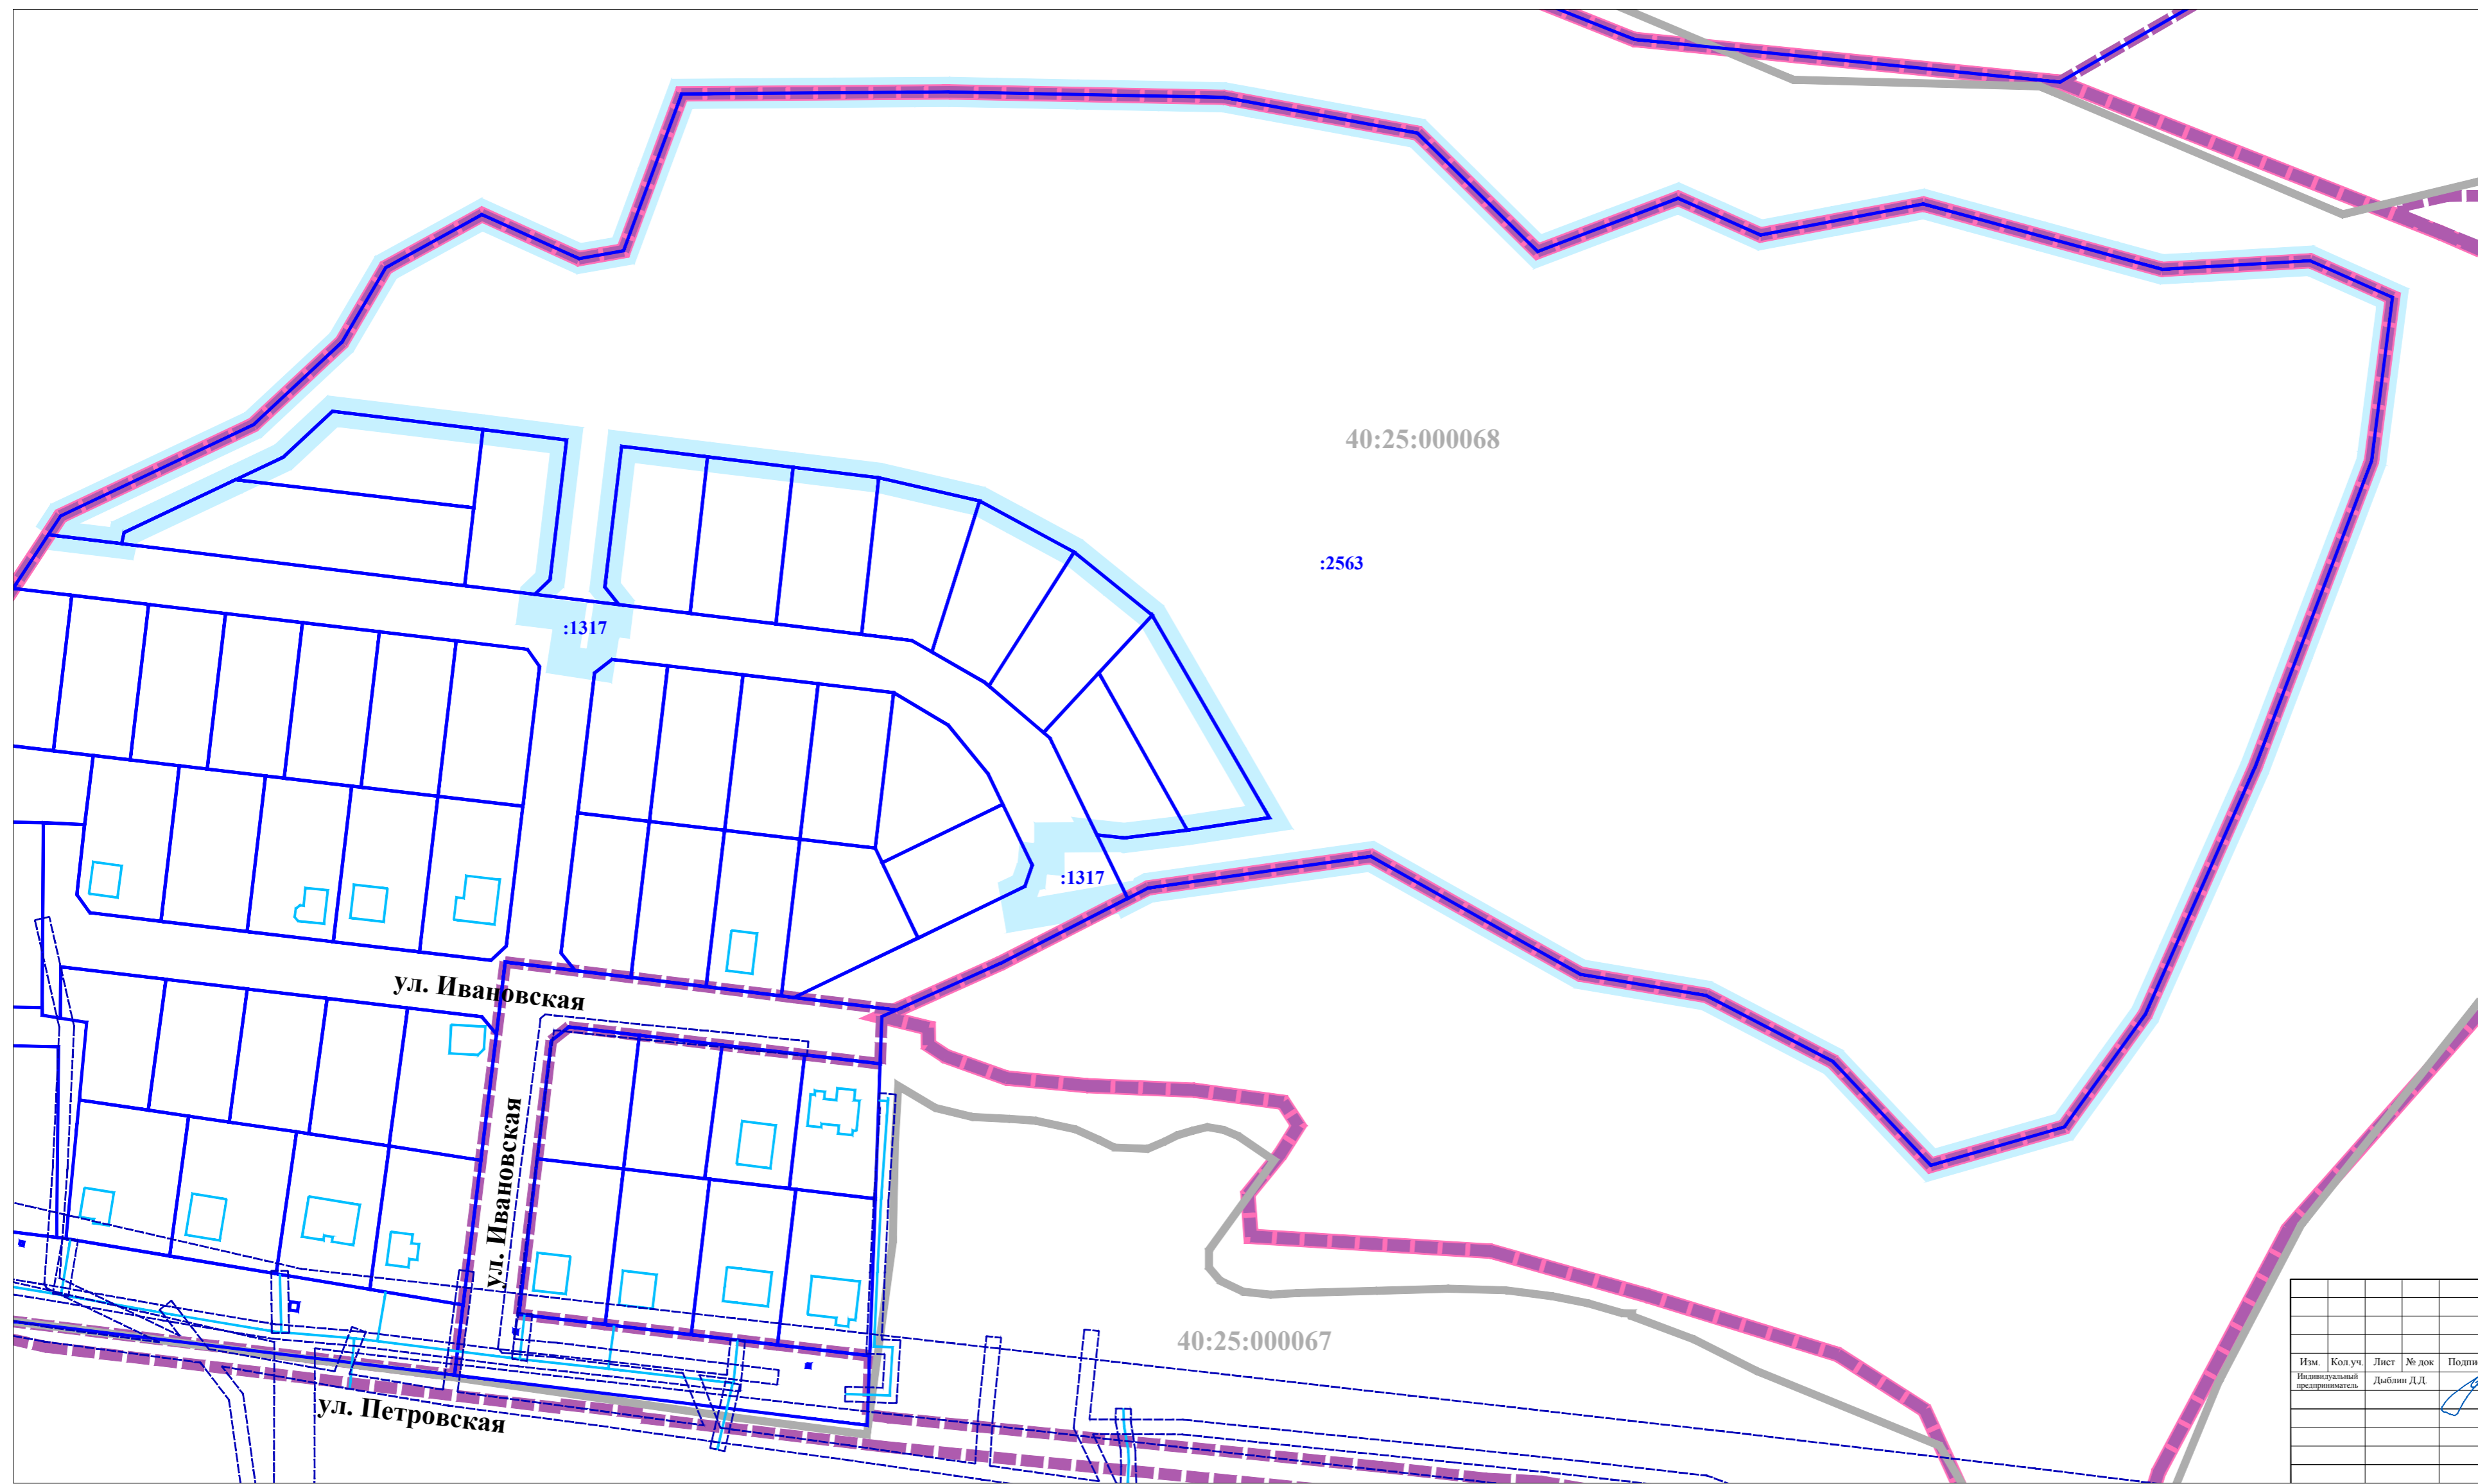 40:25:000068
:2563
:1317
:1317
ул. Ивановская
ул. Ивановская
40:25:000067
ул. Петровская
Изм. Кол.уч. Лист № док Подпис
Индивидуальный
предприниматель
Дыблин Д.Д.